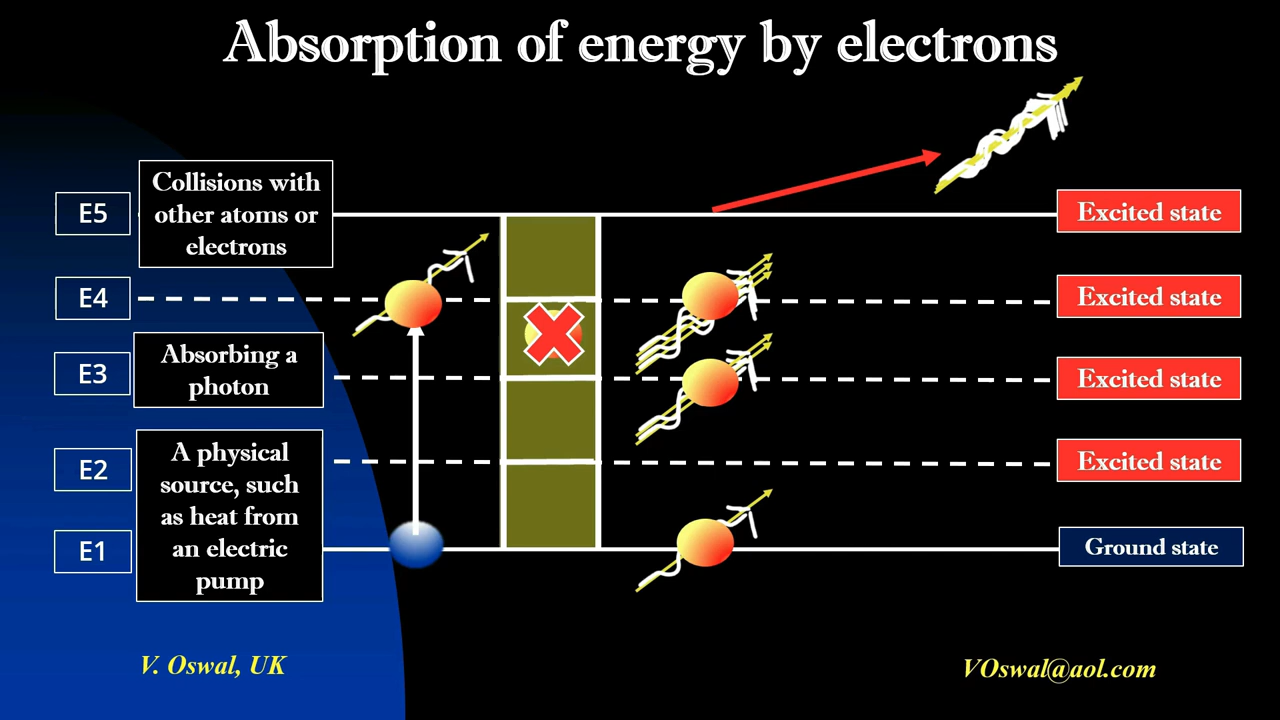 Absorption of energy by electrons
E5
Collisions with
other atoms or
electrons
Excited state
E4
Excited state
E3
Absorbing a
photon
Excited state
E2
Excited state
A physical
source, such
as heat from
an electric
pump
E1
Ground state
V. Oswal, UK
VOswal@aol.com